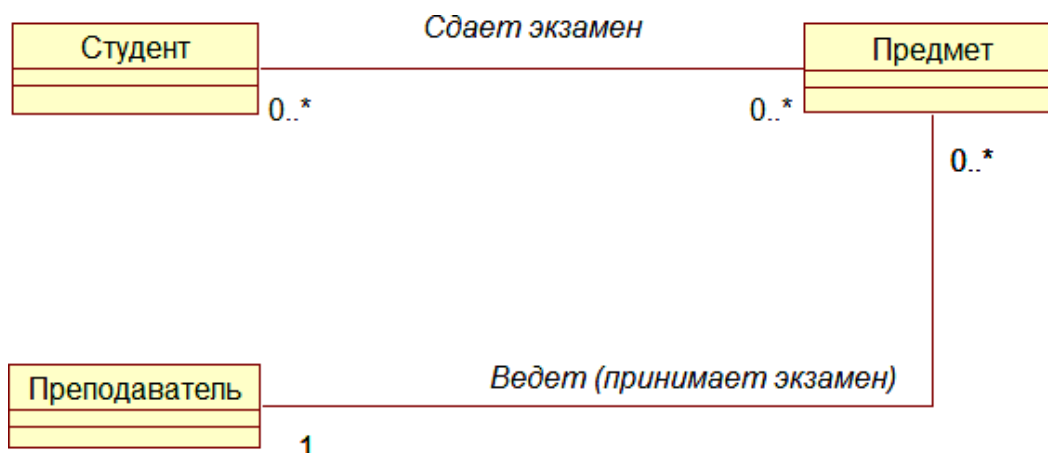 Сдает экзамен
Студент
Предмет
0..*
0..*
0..*
Преподаватель
Ведет (принимает экзамен)
1